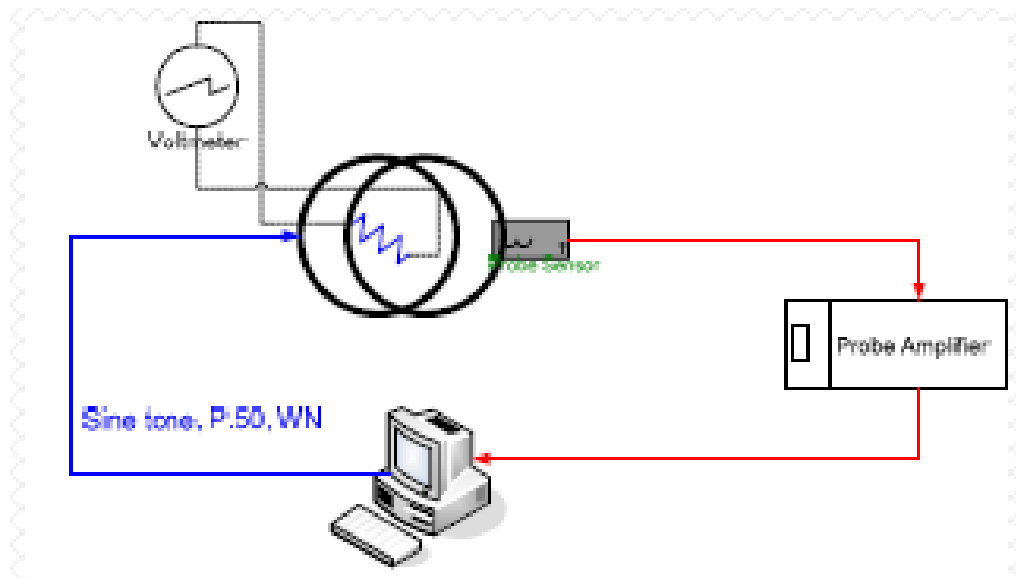 Voltmeter
Probe Sensor
Probe Amplifier
Sine tone, P.50, WN